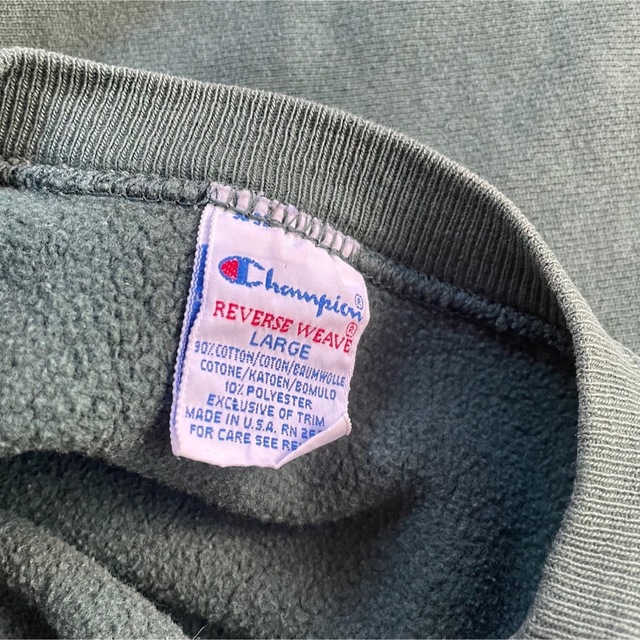 Champion®
REVERSE WEAVE®
LARGE
90% COTTON/COTON/BAUMWOLLE
COTONE/KATOEN/BOMULD
10% POLYESTER
EXCLUSIVE OF TRIM
MADE IN U.S.A. RN
FOR CARE SEE